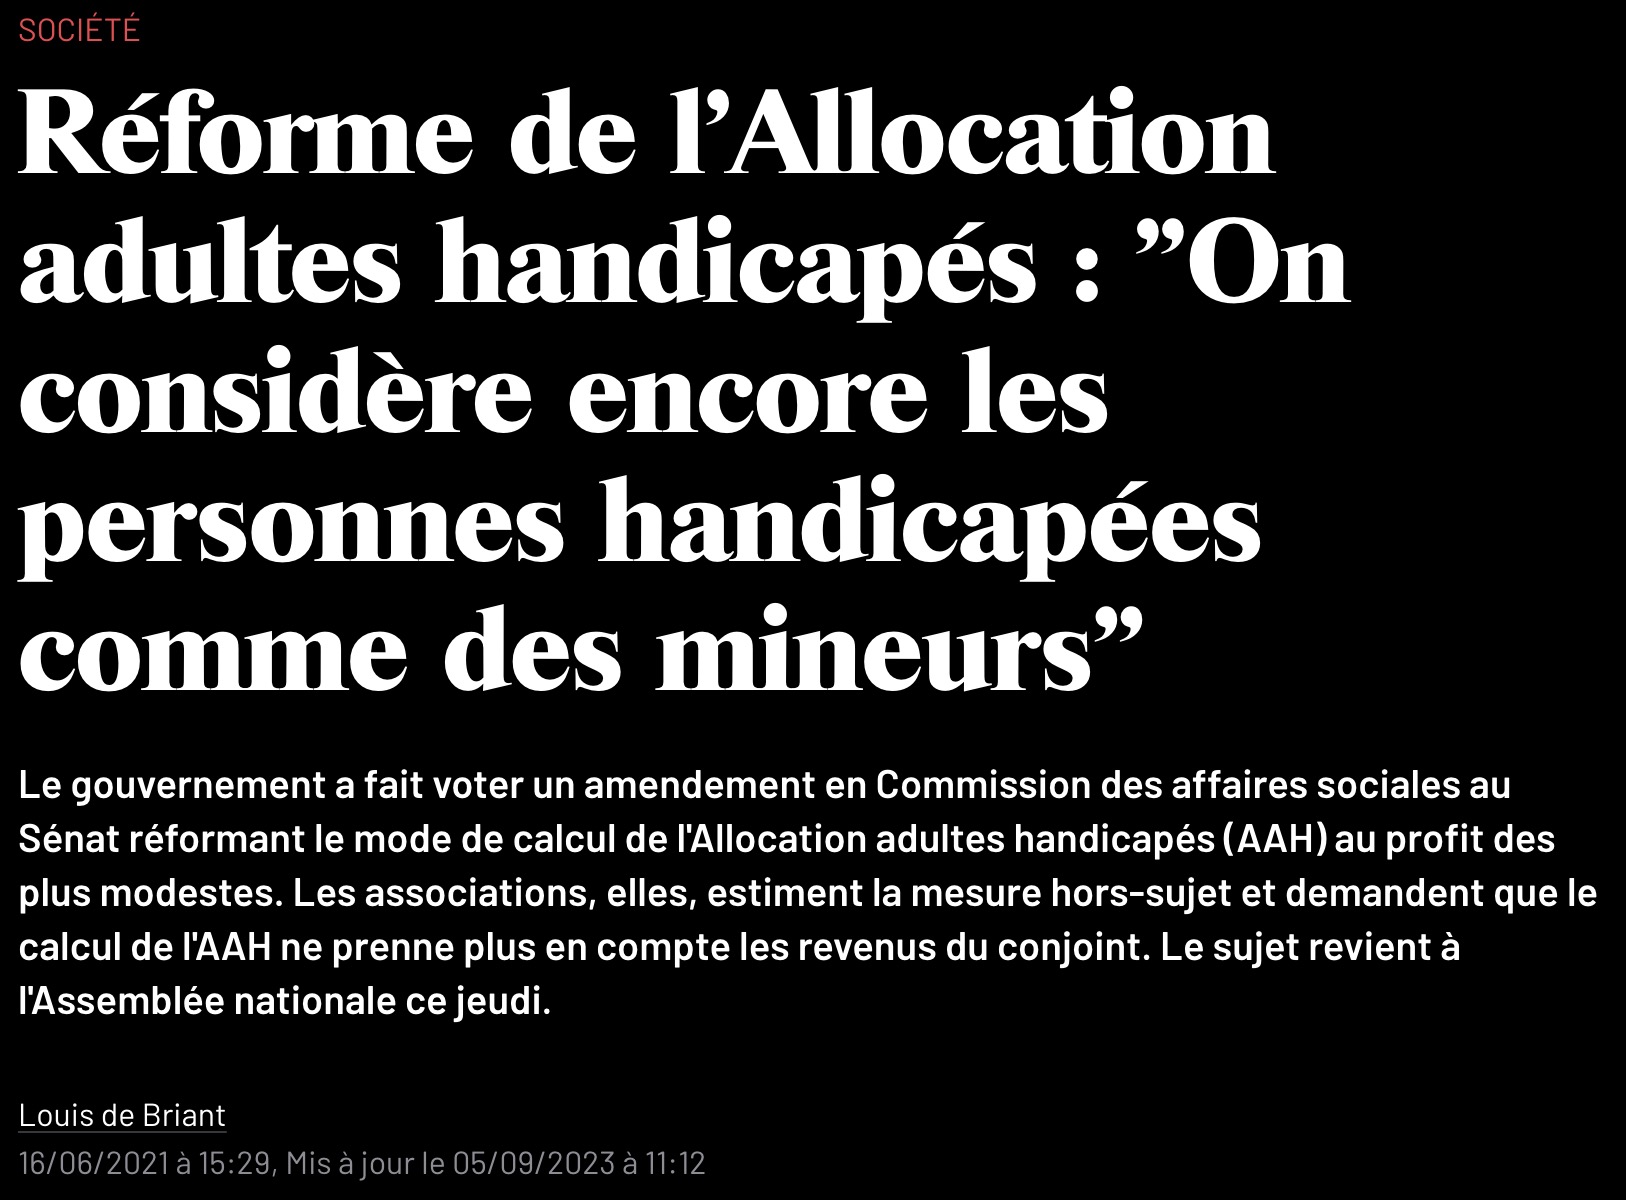 SOCIÉTÉ
Réforme de l’Allocation
adultes handicapés : ”On
considère encore les
personnes handicapées
comme des mineurs”
Le gouvernement a fait voter un amendement en Commission des affaires sociales au
Sénat réformant le mode de calcul de l'Allocation adultes handicapés (AAH) au profit des
plus modestes. Les associations, elles, estiment la mesure hors-sujet et demandent que le
calcul de l'AAH ne prenne plus en compte les revenus du conjoint. Le sujet revient à
l'Assemblée nationale ce jeudi.
Louis de Briant
16/06/2021 à 15:29, Mis à jour le 05/09/2023 à 11:12